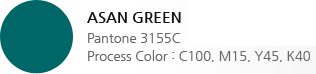 ASAN GREEN
Pantone 3155C
Process Color : C100, M15, Y45, K40